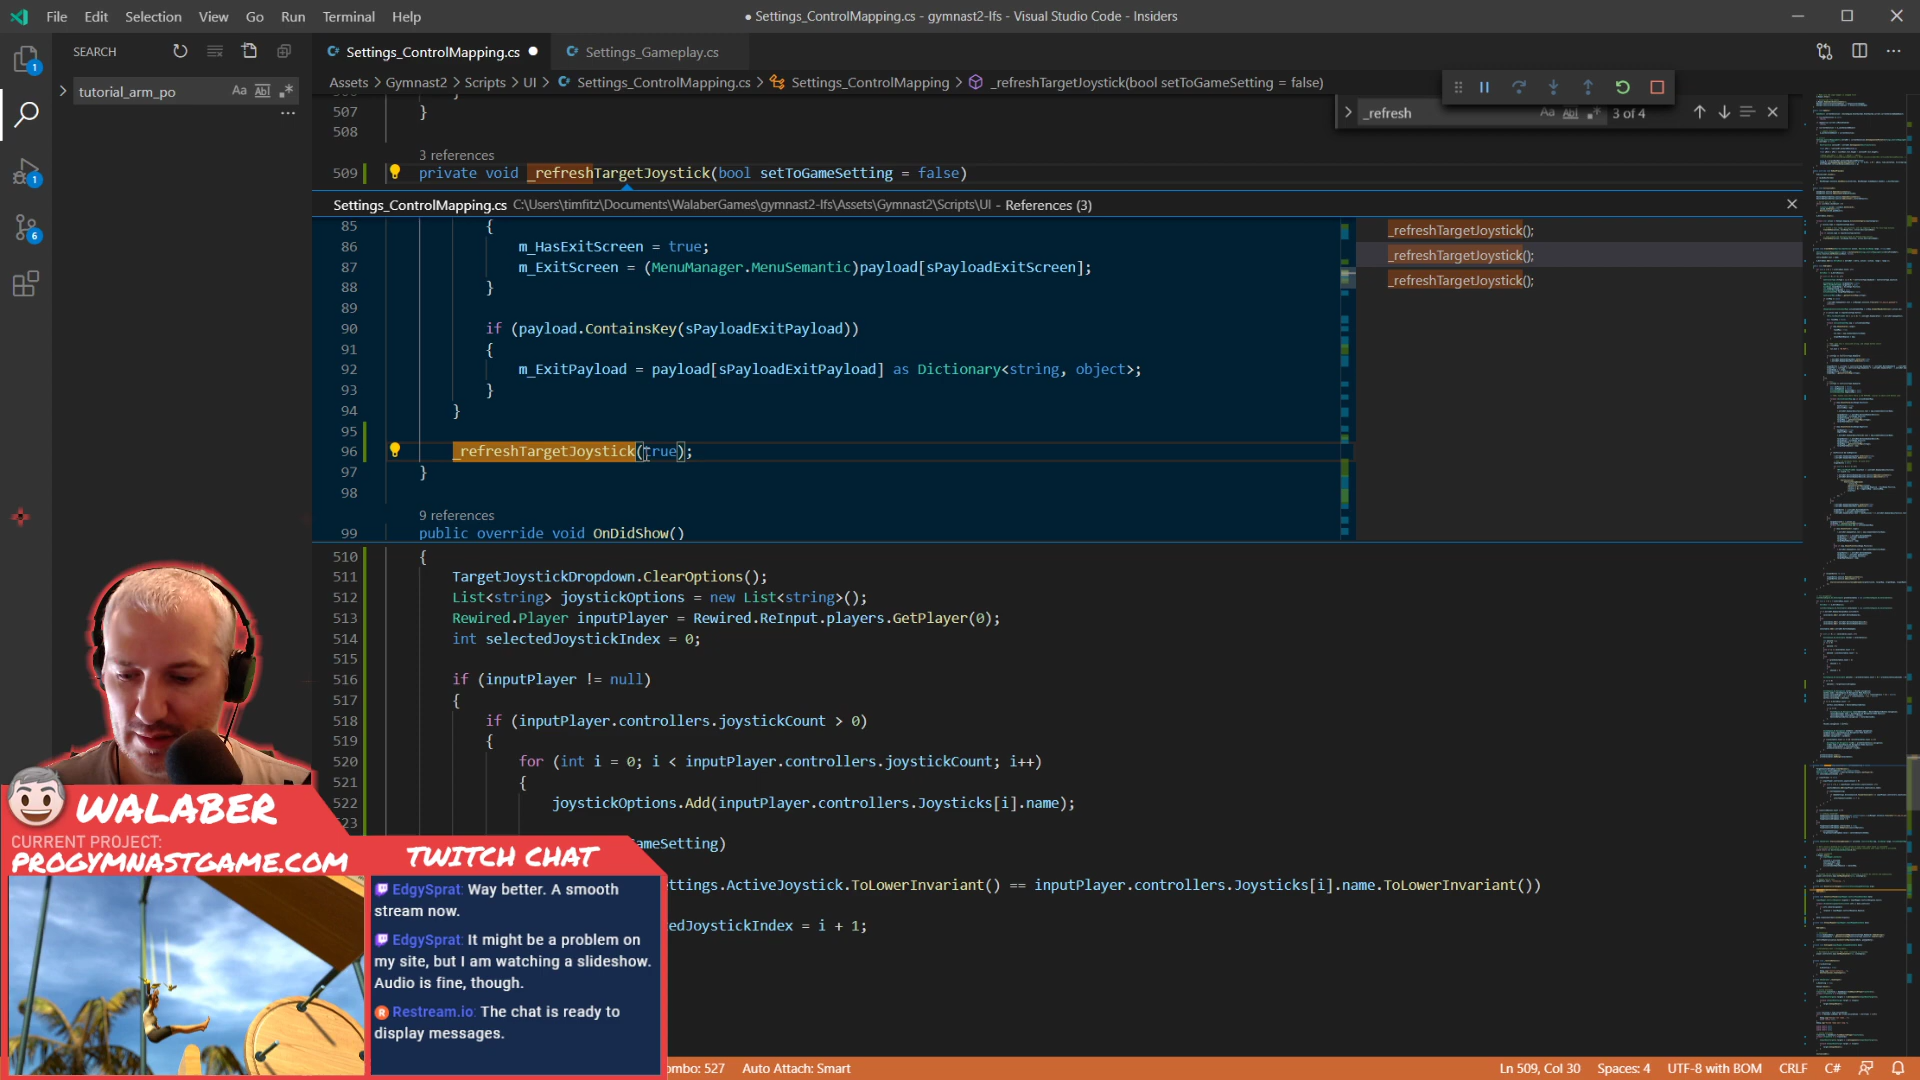 File Edit Selection View Go Run Terminal Help
● Settings_ControlMapping.cs - gymnast2-lfs - Visual Studio Code - Insiders
SEARCH
Settings_ControlMapping.cs ●
Settings_Gameplay.cs
tutorial_arm_po
Assets > Gymnast2 > Scripts > UI > Settings_ControlMapping.cs > Settings_ControlMapping > _refreshTargetJoystick(bool setToGameSetting = false)
_refresh 3 of 4
507 }
508
3 references
509 private void _refreshTargetJoystick(bool setToGameSetting = false)
Settings_ControlMapping.cs C:\Users\timfitz\Documents\WalaberGames\gymnast2-lfs\Assets\Gymnast2\Scripts\UI - References (3)
85 {
86 m_HasExitScreen = true;
87 m_ExitScreen = (MenuManager.MenuSemantic)payload[sPayloadExitScreen];
88 }
89
90 if (payload.ContainsKey(sPayloadExitPayload))
91 {
92 m_ExitPayload = payload[sPayloadExitPayload] as Dictionary<string, object>;
93 }
94 }
95
96 _refreshTargetJoystick(true);
97 }
98
9 references
99 public override void OnDidShow()
_refreshTargetJoystick();
_refreshTargetJoystick();
_refreshTargetJoystick();
510 {
511 TargetJoystickDropdown.ClearOptions();
512 List<string> joystickOptions = new List<string>();
513 Rewired.Player inputPlayer = Rewired.ReInput.players.GetPlayer(0);
514 int selectedJoystickIndex = 0;
515
516 if (inputPlayer != null)
517 {
518 if (inputPlayer.controllers.joystickCount > 0)
519 {
520 for (int i = 0; i < inputPlayer.controllers.joystickCount; i++)
521 {
522 joystickOptions.Add(inputPlayer.controllers.Joysticks[i].name);
523
ameSetting)
ttings.ActiveJoystick.ToLowerInvariant() == inputPlayer.controllers.Joysticks[i].name.ToLowerInvariant())
edJoystickIndex = i + 1;
WALABER
CURRENT PROJECT:
PROGYMNASTGAME.COM
TWITCH CHAT
EdgySprat: Way better. A smooth
stream now.
EdgySprat: It might be a problem on
my site, but I am watching a slideshow.
Audio is fine, though.
Restream.io: The chat is ready to
display messages.
ombo: 527 Auto Attach: Smart
Ln 509, Col 30 Spaces: 4 UTF-8 with BOM CRLF C#